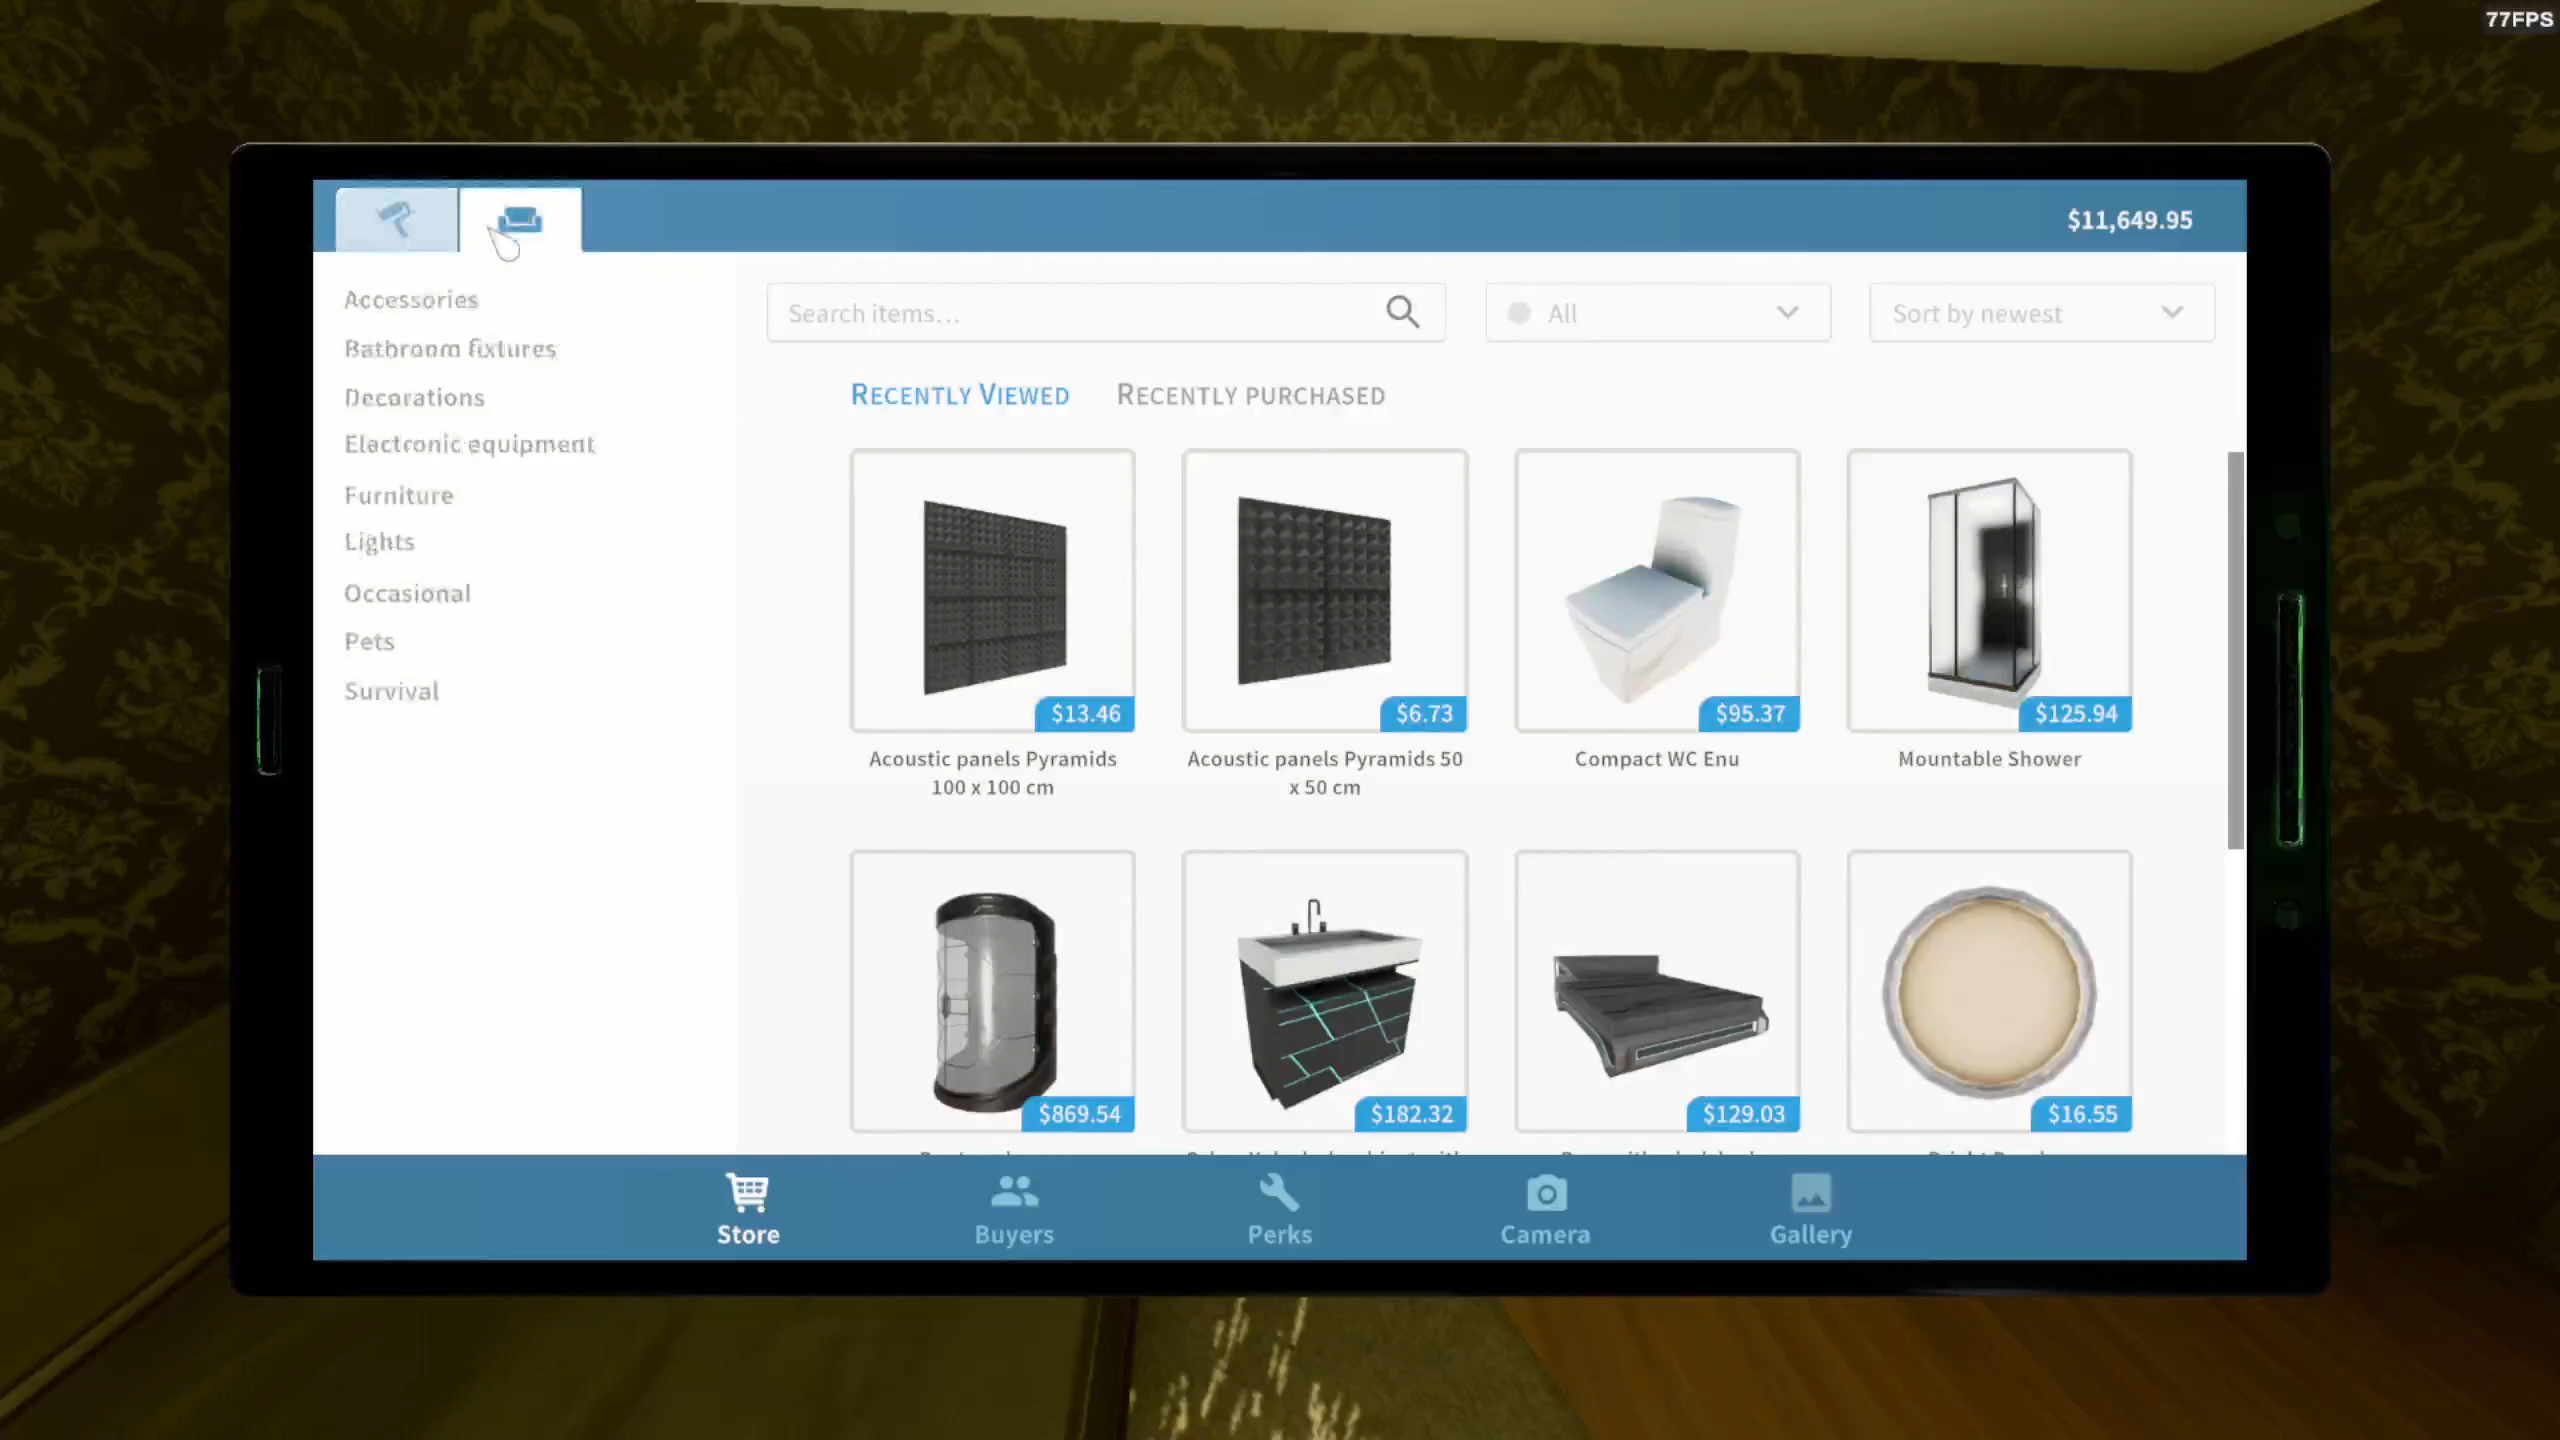 77FPS
$11,649.95
Accessories
Bathroom fixtures
Decorations
Electronic equipment
Furniture
Lights
Occasional
Pets
Survival
Search items...
All
Sort by newest
RECENTLY VIEWED
RECENTLY PURCHASED
$13.46
$6.73
$95.37
$125.94
Acoustic panels Pyramids
100 x 100 cm
Acoustic panels Pyramids 50
x 50 cm
Compact WC Enu
Mountable Shower
$869.54
$182.32
$129.03
$16.55
Store
Buyers
Perks
Camera
Gallery